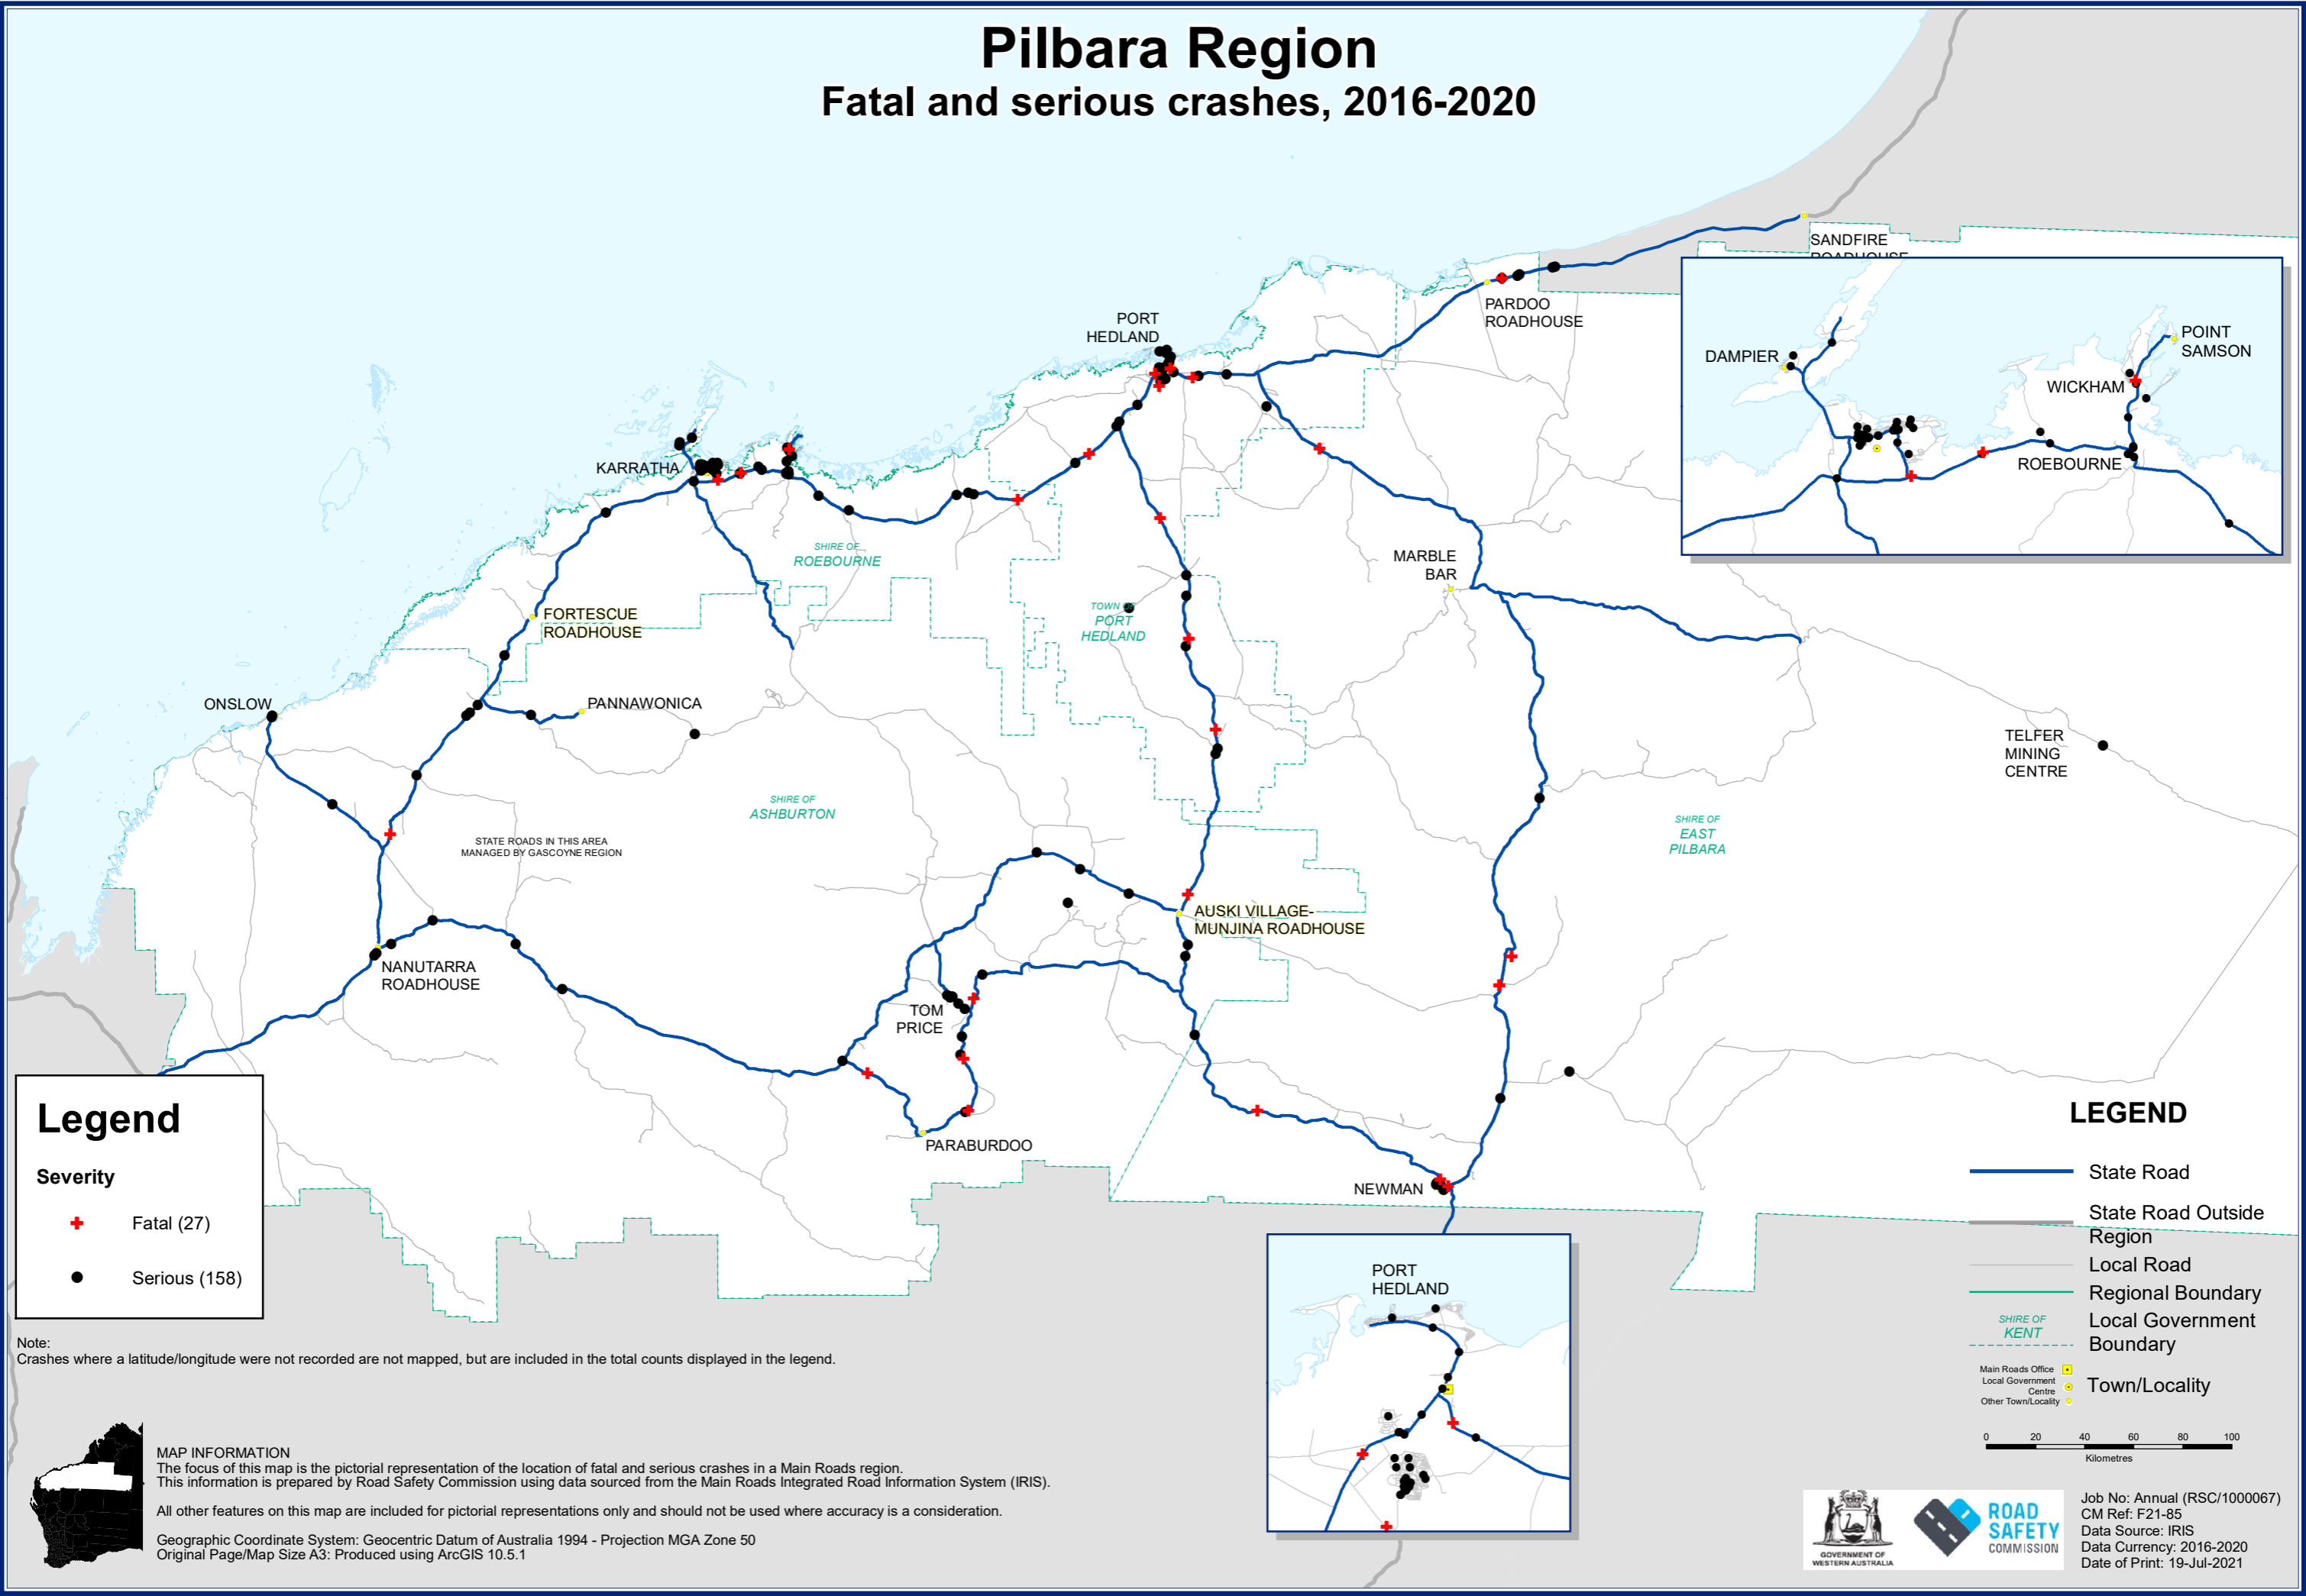 Pilbara Region
Fatal and serious crashes, 2016-2020
SANDFIRE
ROADHOUSE
PARDOO
ROADHOUSE
PORT
HEDLAND
KARRATHA
DAMPIER
POINT
SAMSON
WICKHAM
ROEBOURNE
SHIRE OF
ROEBOURNE
MARBLE
BAR
FORTESCUE
ROADHOUSE
TOWN OF
PORT
HEDLAND
ONSLOW
PANNAWONICA
TELFER
MINING
CENTRE
SHIRE OF
ASHBURTON
SHIRE OF
EAST
PILBARA
STATE ROADS IN THIS AREA
MANAGED BY GASCOYNE REGION
AUSKI VILLAGE-
MUNJINA ROADHOUSE
NANUTARRA
ROADHOUSE
TOM
PRICE
PARABURDOO
NEWMAN
Legend
Severity
Fatal (27)
Serious (158)
LEGEND
State Road
State Road Outside
Region
Local Road
Regional Boundary
SHIRE OF
KENT
Local Government
Boundary
Main Roads Office
Local Government
Centre
Other Town/Locality
Town/Locality
0 20 40 60 80 100
Kilometres
PORT
HEDLAND
Note:
Crashes where a latitude/longitude were not recorded are not mapped, but are included in the total counts displayed in the legend.
MAP INFORMATION
The focus of this map is the pictorial representation of the location of fatal and serious crashes in a Main Roads region.
This information is prepared by Road Safety Commission using data sourced from the Main Roads Integrated Road Information System (IRIS).
All other features on this map are included for pictorial representations only and should not be used where accuracy is a consideration.
Geographic Coordinate System: Geocentric Datum of Australia 1994 - Projection MGA Zone 50
Original Page/Map Size A3: Produced using ArcGIS 10.5.1
GOVERNMENT OF
WESTERN AUSTRALIA
ROAD
SAFETY
COMMISSION
Job No: Annual (RSC/1000067)
CM Ref: F21-85
Data Source: IRIS
Data Currency: 2016-2020
Date of Print: 19-Jul-2021